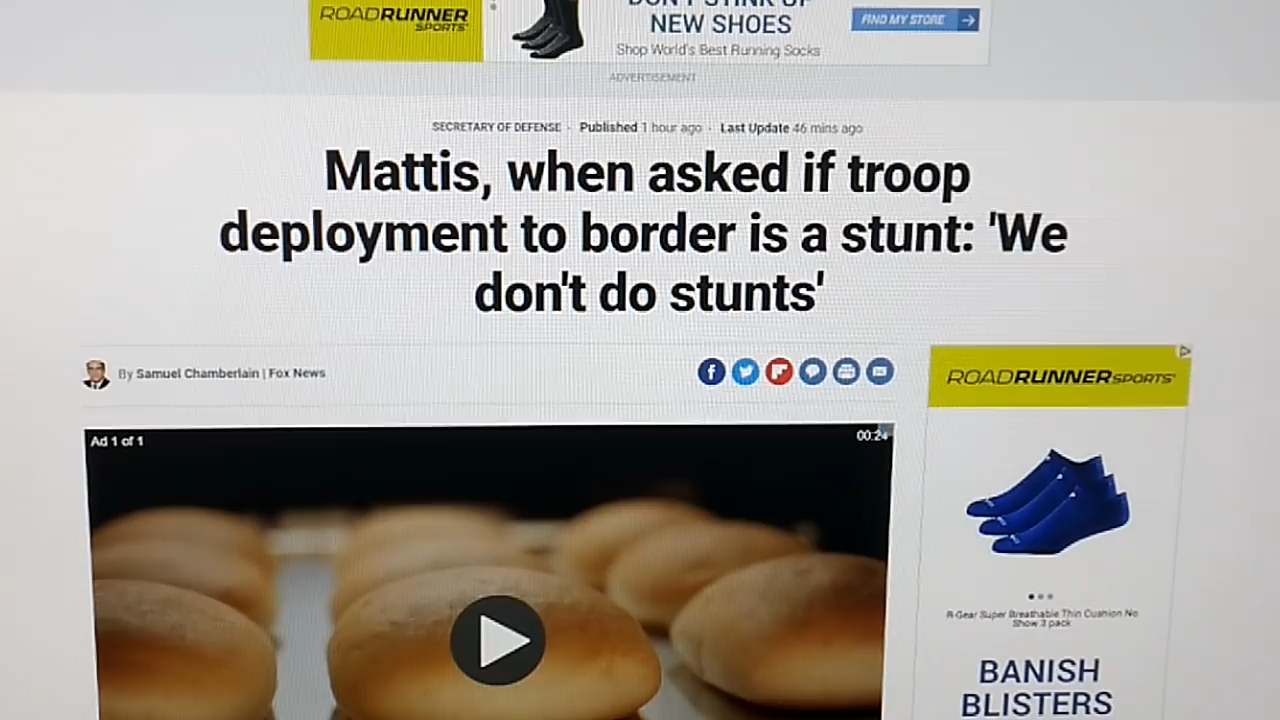 ROADRUNNER
SPORTS
NEW SHOES
Shop World's Best Running Socks
FIND MY STORE
ADVERTISEMENT
SECRETARY OF DEFENSE · Published 1 hour ago · Last Update 46 mins ago
Mattis, when asked if troop
deployment to border is a stunt: 'We
don't do stunts'
By Samuel Chamberlain | Fox News
Ad 1 of 1
00:24
ROADRUNNERSPORTS
R-Gear Super Breathable Thin Cushion No
Show 3 pack
BANISH
BLISTERS